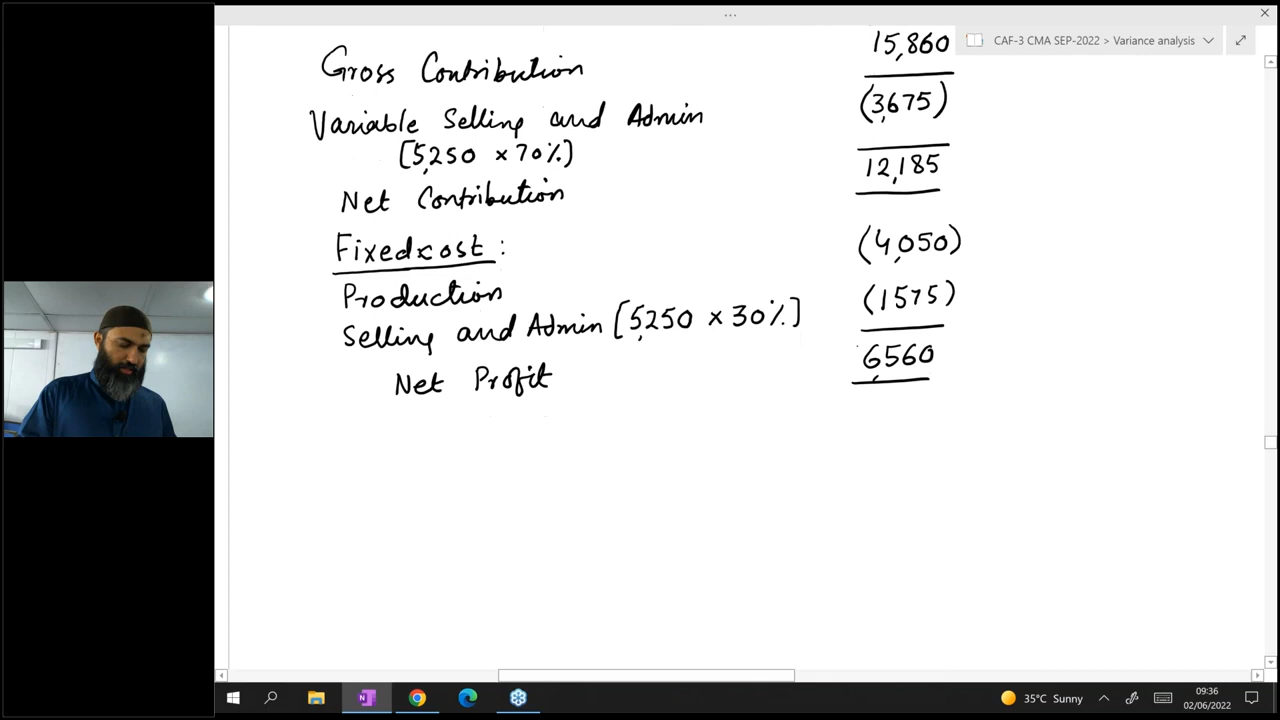 CAF-3 CMA SEP-2022 > Variance analysis
Gross Contribution 15,860
Variable Selling and Admin (3,675)
[5,250 × 70%]
Net Contribution 12,185
Fixed cost :
Production (4,050)
Selling and Admin [5,250 × 30%] (1575)
Net Profit 6,560
35°C Sunny
09:36
02/06/2022